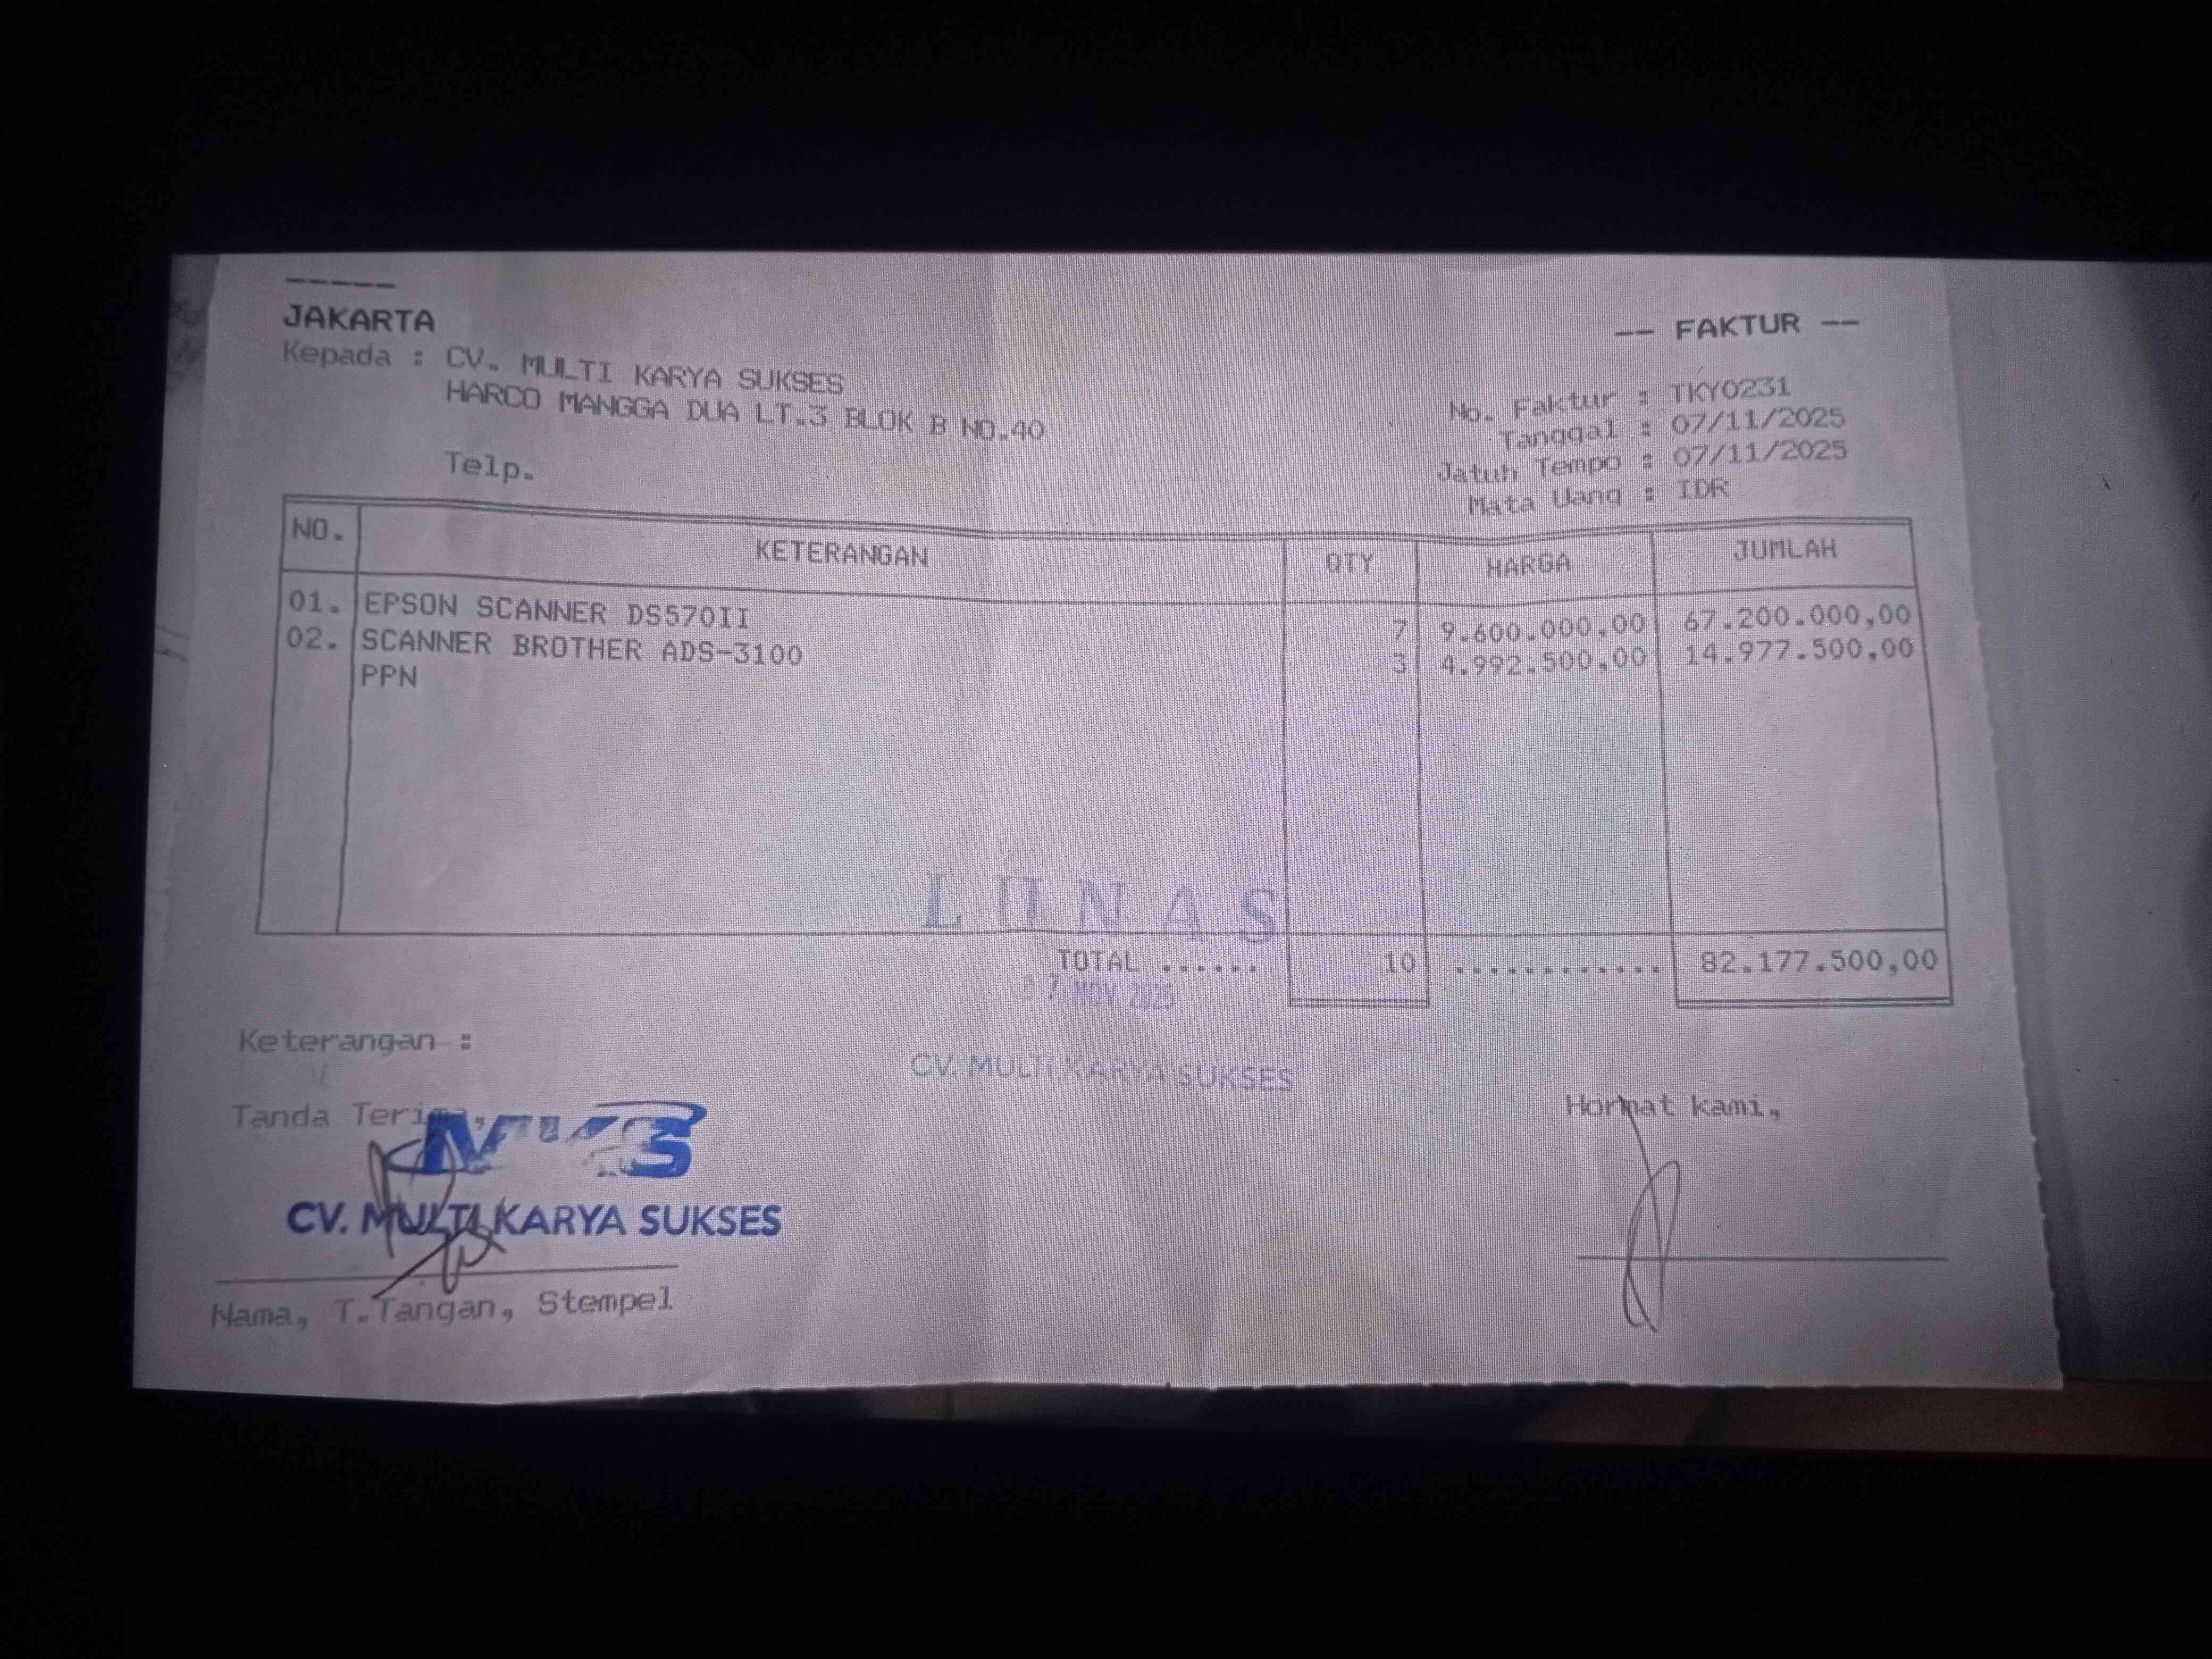 -----
JAKARTA
-- FAKTUR --
Kepada : CV. MULTI KARYA SUKSES
HARCO MANGGA DUA LT.3 BLOK B NO.40
Telp.
No. Faktur : TKY0231
Tanggal : 07/11/2025
Jatuh Tempo : 07/11/2025
Mata Uang : IDR
NO. KETERANGAN QTY HARGA JUMLAH
01. EPSON SCANNER DS570II 7 9.600.000,00 67.200.000,00
02. SCANNER BROTHER ADS-3100 3 4.992.500,00 14.977.500,00
PPN
LUNAS
TOTAL ...... 10 ............ 82.177.500,00
07 NOV 2025
CV. MULTI KARYA SUKSES
Keterangan :
Tanda Terima,
Hormat kami,
MKS
CV. MULTI KARYA SUKSES
Nama, T.Tangan, Stempel